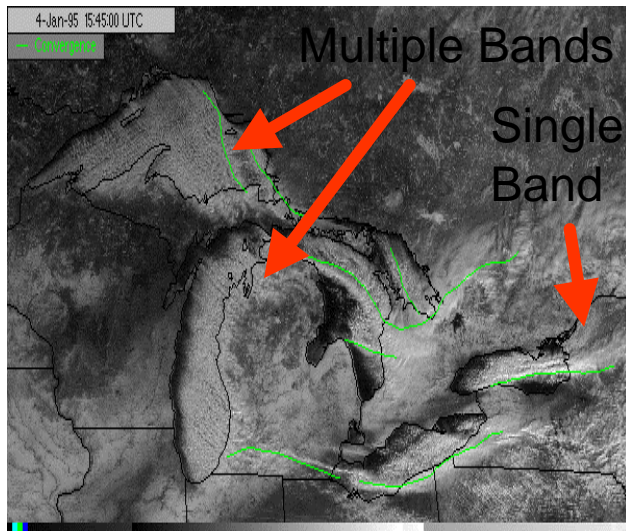 4-Jan-95 15:45:00 UTC
Convergence
Multiple Bands
Single
Band